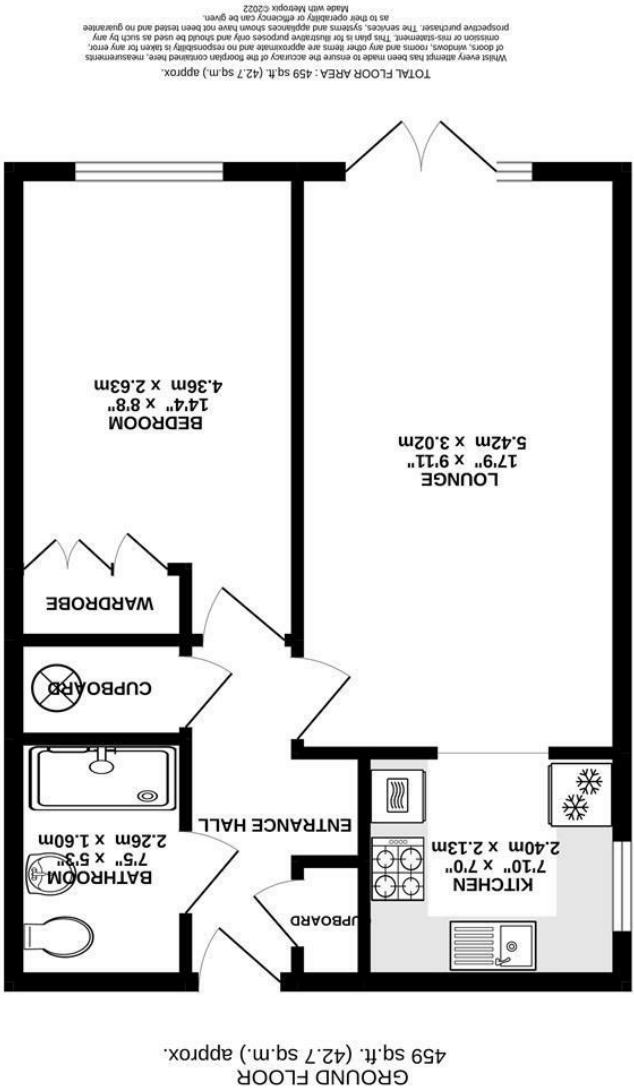 GROUND FLOOR
459 sq.ft. (42.7 sq.m.) approx.
KITCHEN
7'10" x 7'0"
2.40m x 2.13m
CUPBOARD
BATHROOM
7'5" x 5'3"
2.26m x 1.60m
ENTRANCE HALL
CUPBOARD
WARDROBE
LOUNGE
17'9" x 9'11"
5.42m x 3.02m
BEDROOM
14'4" x 8'8"
4.36m x 2.63m
TOTAL FLOOR AREA : 459 sq.ft. (42.7 sq.m.) approx.
Whilst every attempt has been made to ensure the accuracy of the floorplan contained here, measurements
of doors, windows, rooms and any other items are approximate and no responsibility is taken for any error,
omission or mis-statement. This plan is for illustrative purposes only and should be used as such by any
prospective purchaser. The services, systems and appliances shown have not been tested and no guarantee
as to their operability or efficiency can be given.
Made with Metropix ©2022